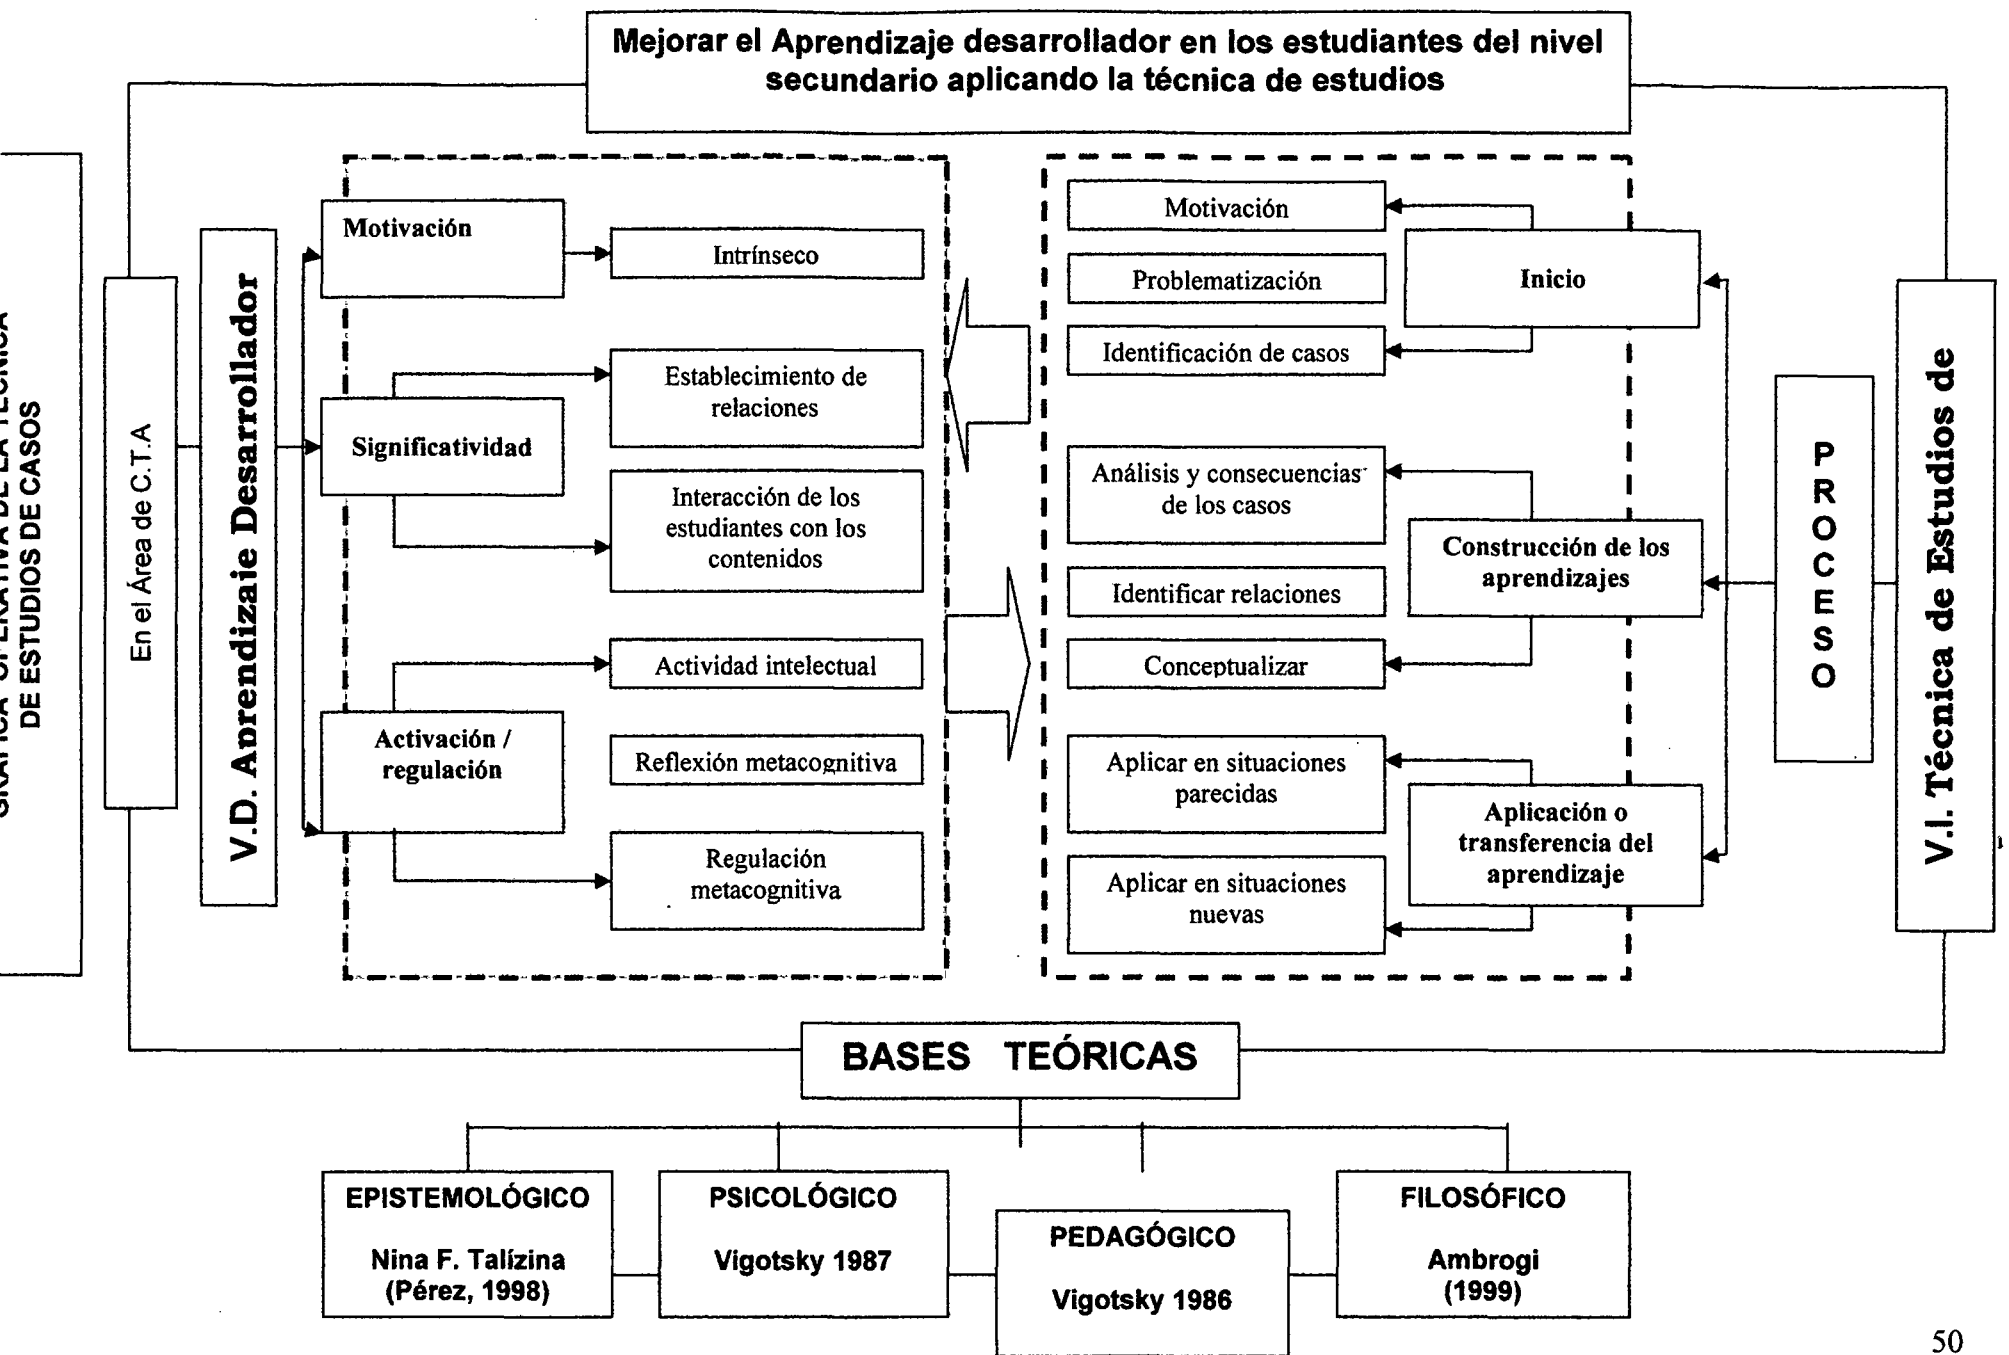 Mejorar el Aprendizaje desarrollador en los estudiantes del nivel
secundario aplicando la técnica de estudios
DE ESTUDIOS DE CASOS
En el Área de C.T.A
V.D. Aprendizaje Desarrollador
Motivación
Intrínseco
Significatividad
Establecimiento de
relaciones
Interacción de los
estudiantes con los
contenidos
Activación /
regulación
Actividad intelectual
Reflexión metacognitiva
Regulación
metacognitiva
Motivación
Problematización
Identificación de casos
Inicio
Análisis y consecuencias
de los casos
Identificar relaciones
Conceptualizar
Construcción de los
aprendizajes
Aplicar en situaciones
parecidas
Aplicar en situaciones
nuevas
Aplicación o
transferencia del
aprendizaje
PROCESO
V.I. Técnica de Estudios de
BASES TEÓRICAS
EPISTEMOLÓGICO
Nina F. Talízina
(Pérez, 1998)
PSICOLÓGICO
Vigotsky 1987
PEDAGÓGICO
Vigotsky 1986
FILOSÓFICO
Ambrogi
(1999)
50